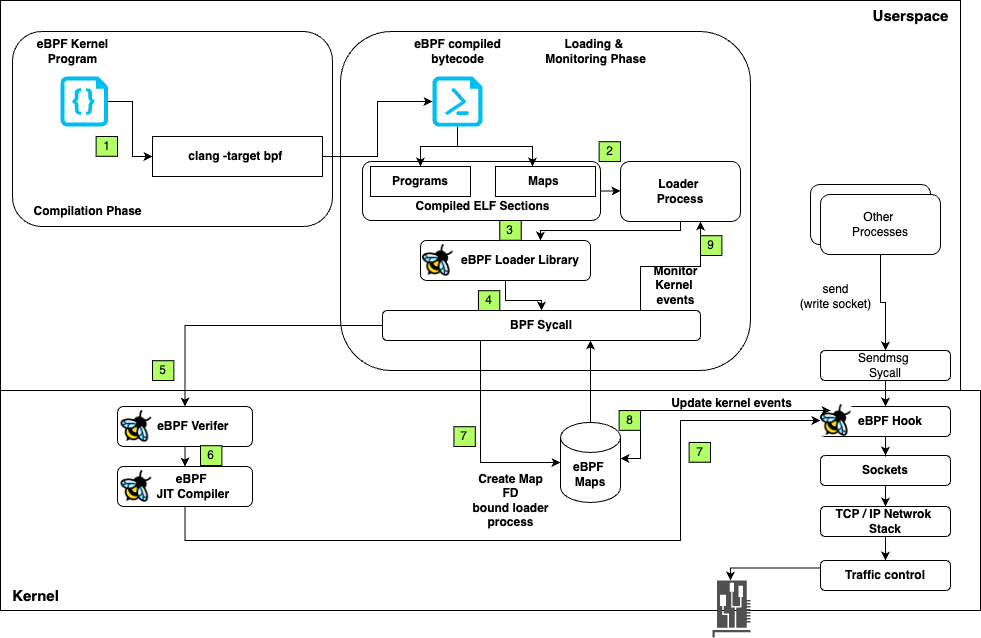 Userspace
eBPF Kernel
Program
1
clang -target bpf
Compilation Phase
eBPF compiled
bytecode
Loading &
Monitoring Phase
Programs
Maps
Compiled ELF Sections
2
Loader
Process
3
eBPF Loader Library
9
Monitor
Kernel
events
4
BPF Sycall
Other
Processes
send
(write socket)
Sendmsg
Sycall
5
eBPF Verifer
6
eBPF
JIT Compiler
7
Create Map
FD
bound loader
process
eBPF
Maps
8
Update kernel events
7
eBPF Hook
Sockets
TCP / IP Netwrok
Stack
Traffic control
Kernel